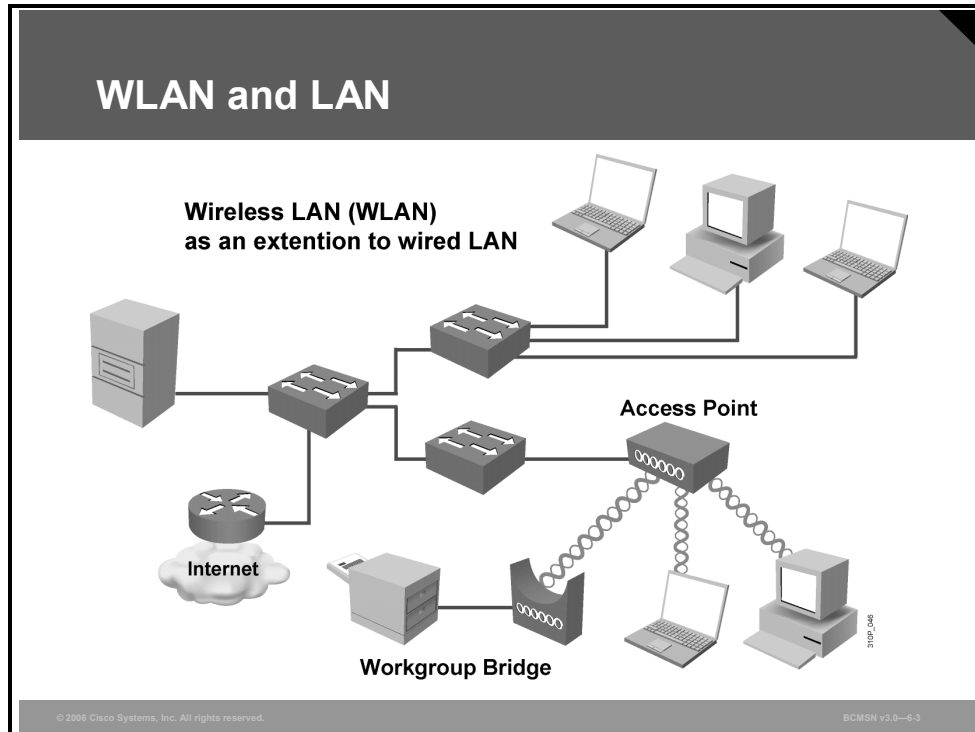 WLAN and LAN
Wireless LAN (WLAN)
as an extention to wired LAN
Access Point
Internet
Workgroup Bridge
310P_046
© 2006 Cisco Systems, Inc. All rights reserved.
BCMSN v3.0—6-3